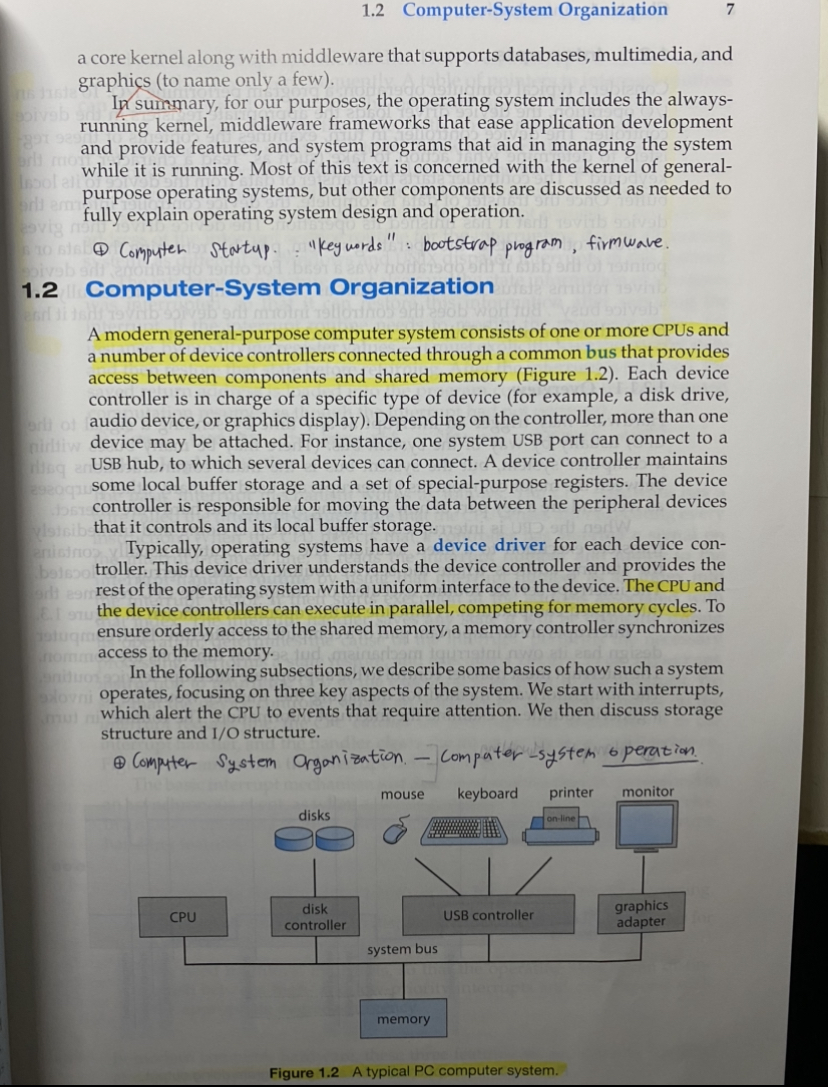 1.2 Computer-System Organization 7
a core kernel along with middleware that supports databases, multimedia, and
graphics (to name only a few).
In summary, for our purposes, the operating system includes the always-
running kernel, middleware frameworks that ease application development
and provide features, and system programs that aid in managing the system
while it is running. Most of this text is concerned with the kernel of general-
purpose operating systems, but other components are discussed as needed to
fully explain operating system design and operation.
⊕ Computer Startup. : "keywords" : bootstrap program, firmware.
1.2 Computer-System Organization
A modern general-purpose computer system consists of one or more CPUs and
a number of device controllers connected through a common bus that provides
access between components and shared memory (Figure 1.2). Each device
controller is in charge of a specific type of device (for example, a disk drive,
audio device, or graphics display). Depending on the controller, more than one
device may be attached. For instance, one system USB port can connect to a
USB hub, to which several devices can connect. A device controller maintains
some local buffer storage and a set of special-purpose registers. The device
controller is responsible for moving the data between the peripheral devices
that it controls and its local buffer storage.
Typically, operating systems have a device driver for each device con-
troller. This device driver understands the device controller and provides the
rest of the operating system with a uniform interface to the device. The CPU and
the device controllers can execute in parallel, competing for memory cycles. To
ensure orderly access to the shared memory, a memory controller synchronizes
access to the memory.
In the following subsections, we describe some basics of how such a system
operates, focusing on three key aspects of the system. We start with interrupts,
which alert the CPU to events that require attention. We then discuss storage
structure and I/O structure.
⊕ Computer System Organization. — Computer-system operation.
mouse keyboard printer monitor
disks
on-line
CPU
disk
controller
USB controller
graphics
adapter
system bus
memory
Figure 1.2 A typical PC computer system.